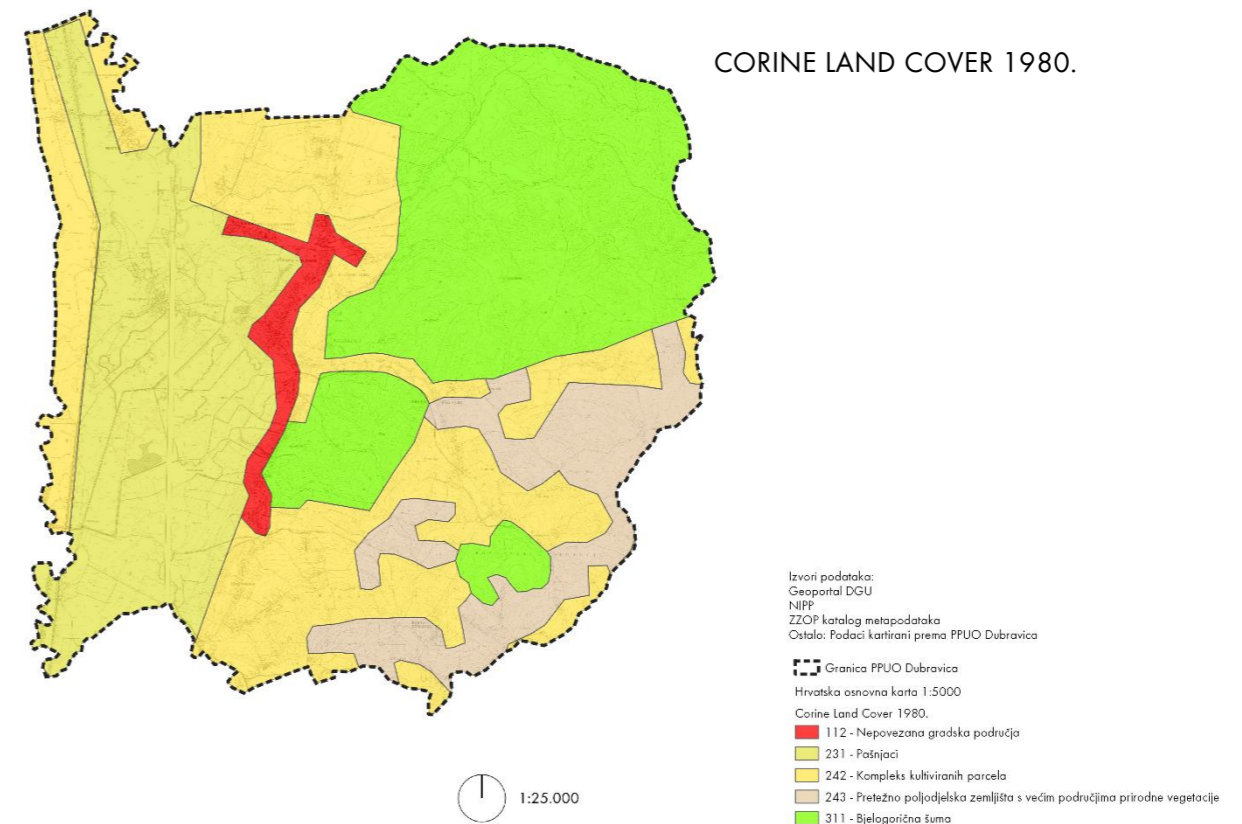 CORINE LAND COVER 1980.
Izvori podataka:
Geoportal DGU
NIPP
ZZOP katalog metapodataka
Ostalo: Podaci kartirani prema PPUO Dubravica
Granica PPUO Dubravica
Hrvatska osnovna karta 1:5000
Corine Land Cover 1980.
112 - Nepovezana gradska područja
231 - Pašnjaci
242 - Kompleks kultiviranih parcela
243 - Pretežno poljodjelska zemljišta s većim područjima prirodne vegetacije
311 - Bjelogorična šuma
1:25.000